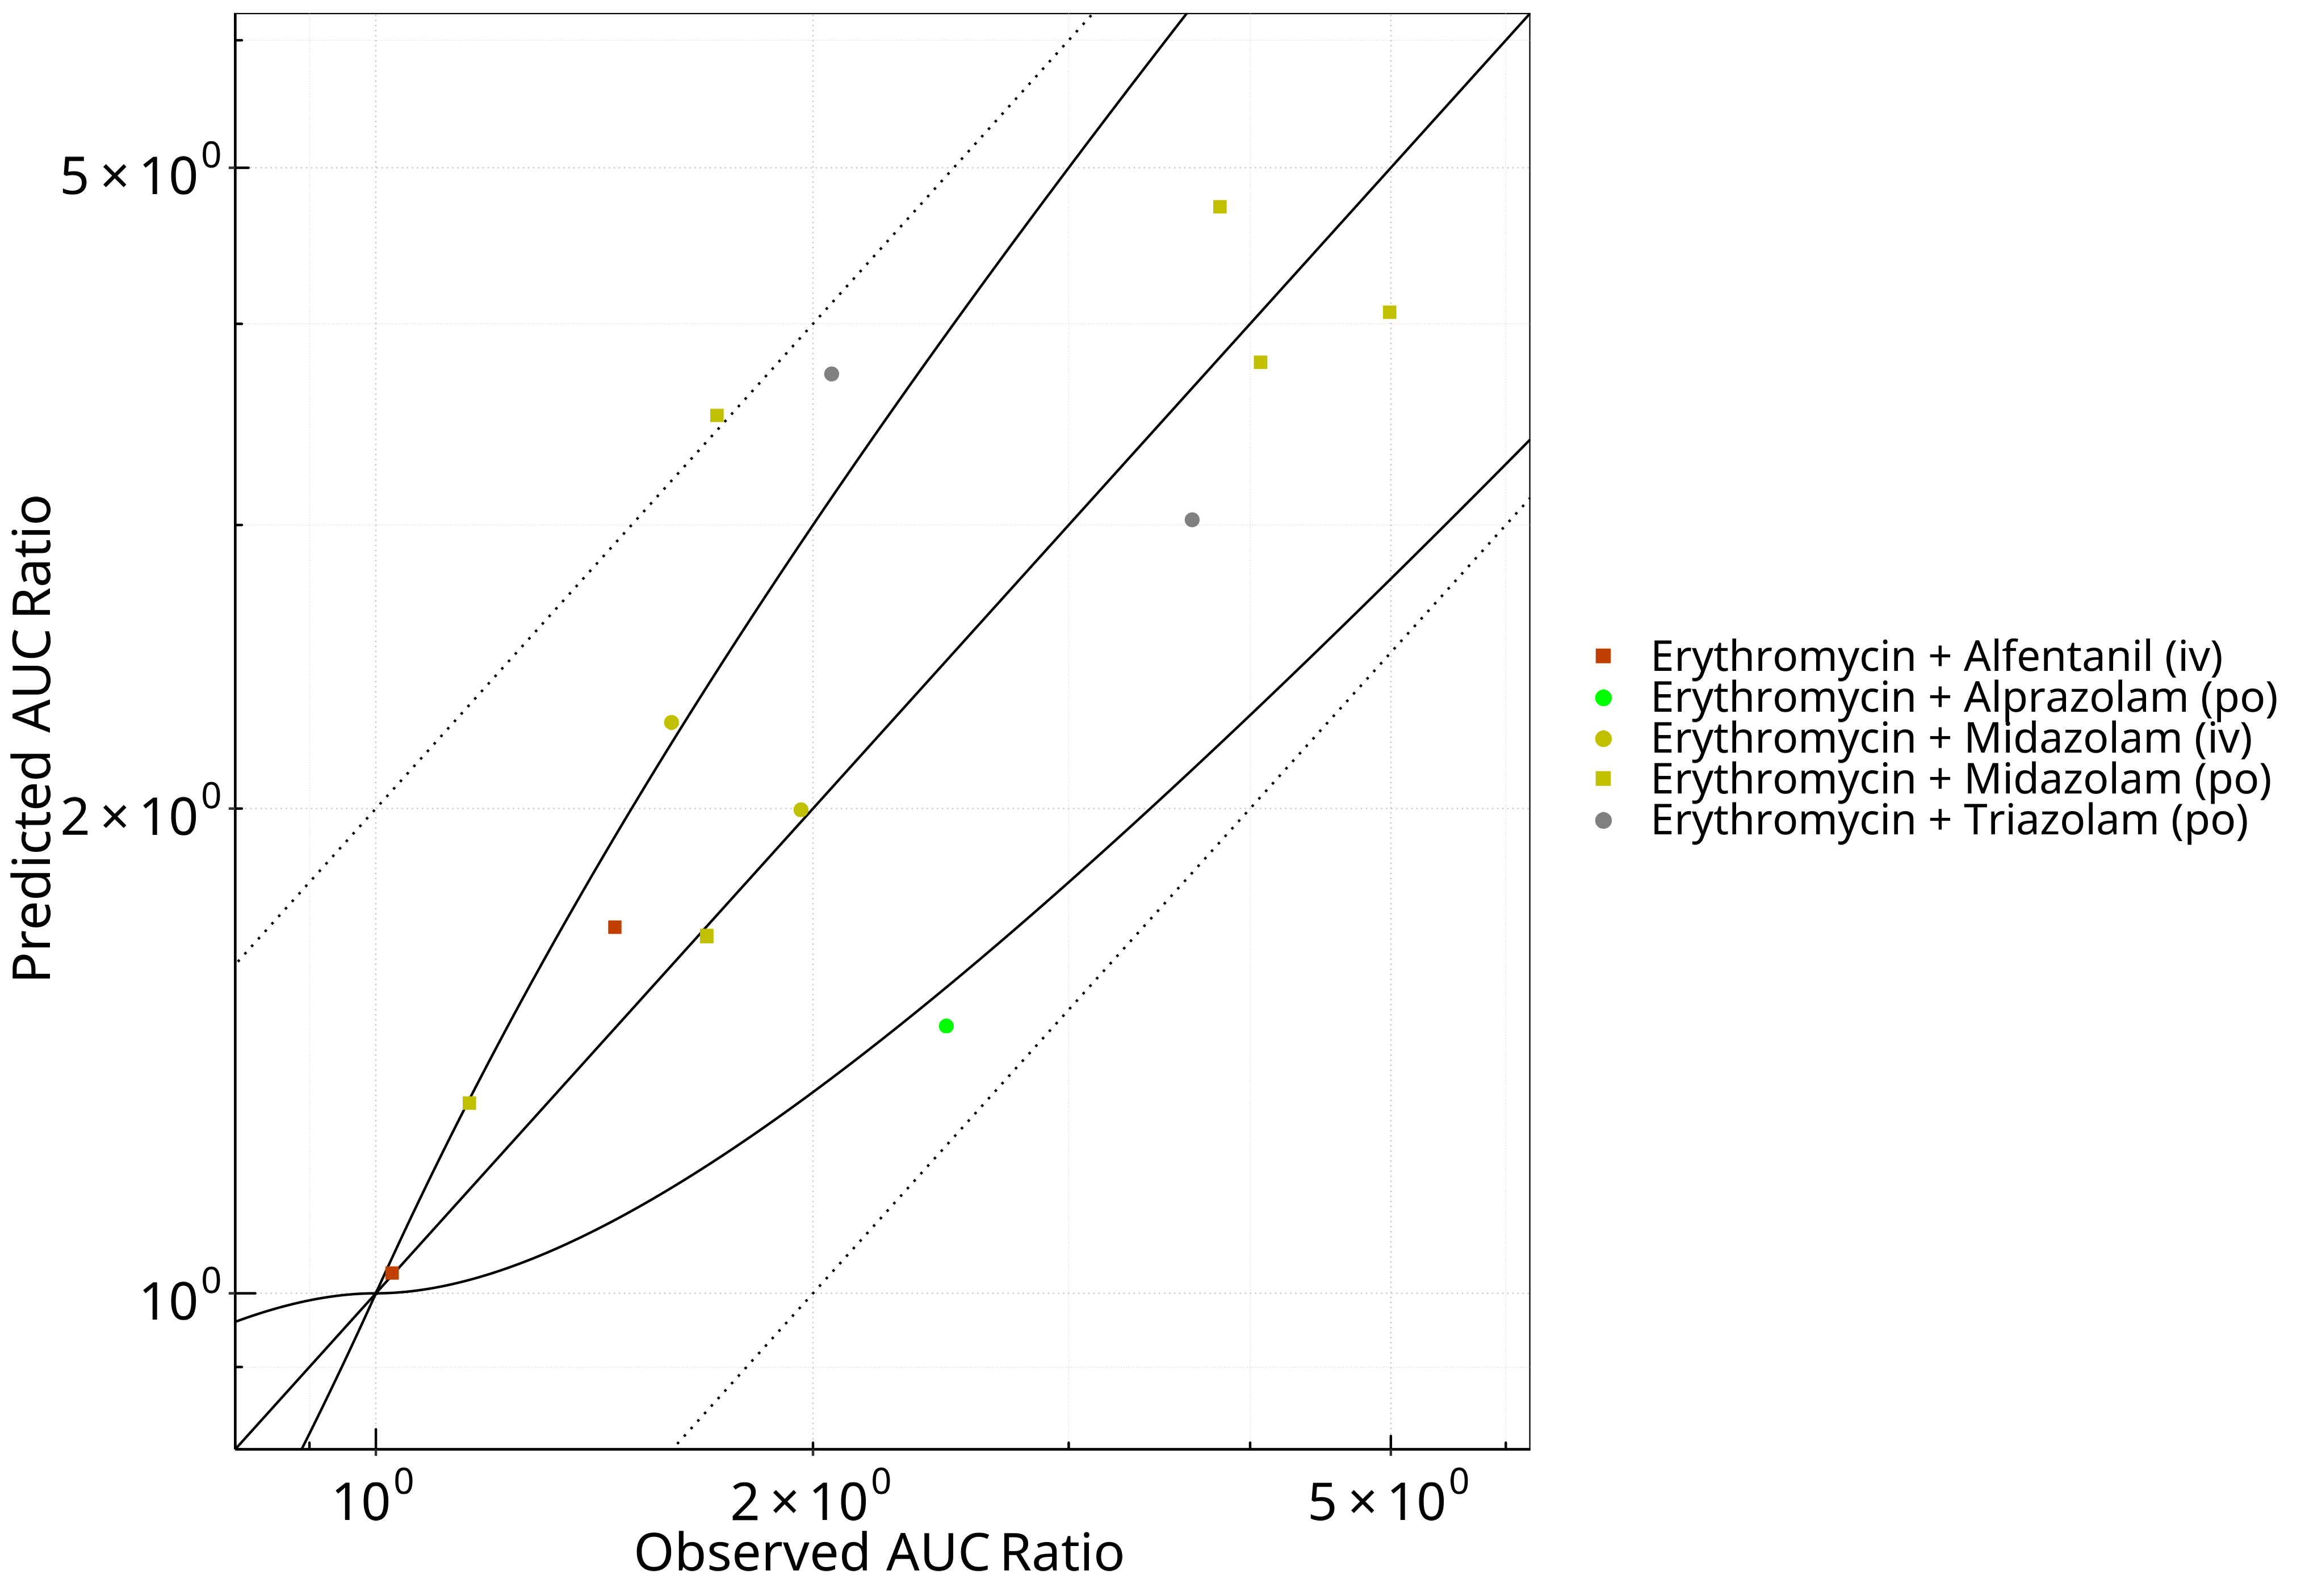 Predicted AUC Ratio
5 × 10⁰
2 × 10⁰
10⁰
10⁰
2 × 10⁰
5 × 10⁰
Observed AUC Ratio
Erythromycin + Alfentanil (iv)
Erythromycin + Alprazolam (po)
Erythromycin + Midazolam (iv)
Erythromycin + Midazolam (po)
Erythromycin + Triazolam (po)